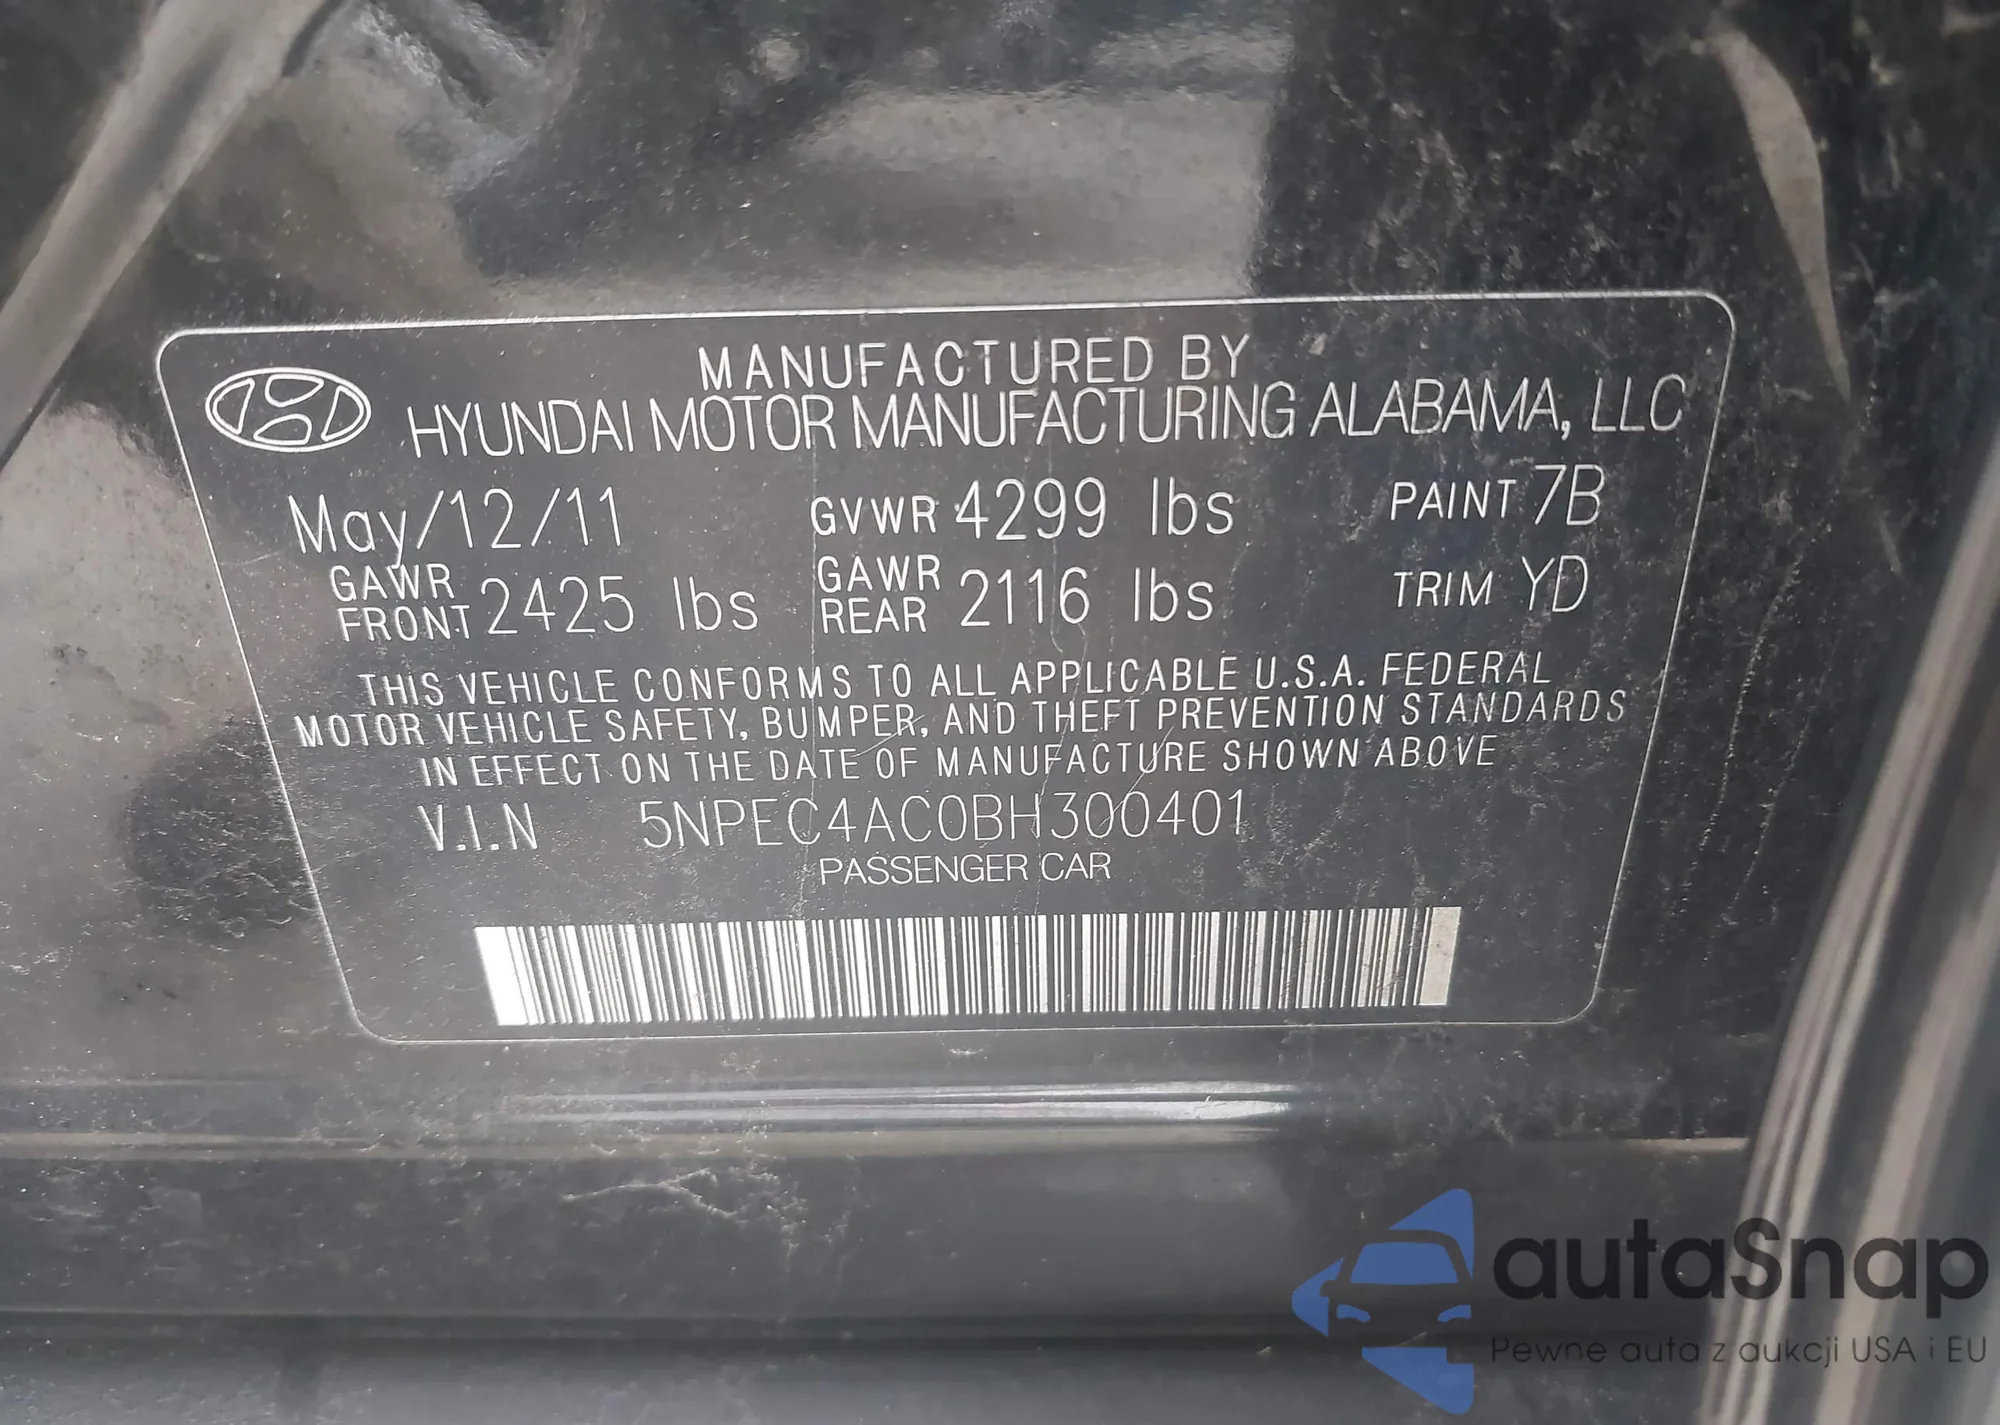 MANUFACTURED BY
HYUNDAI MOTOR MANUFACTURING ALABAMA, LLC
May/12/11 GVWR 4299 lbs PAINT 7B
GAWR FRONT 2425 lbs GAWR REAR 2116 lbs TRIM YD
THIS VEHICLE CONFORMS TO ALL APPLICABLE U.S.A. FEDERAL
MOTOR VEHICLE SAFETY, BUMPER, AND THEFT PREVENTION STANDARDS
IN EFFECT ON THE DATE OF MANUFACTURE SHOWN ABOVE
V.I.N 5NPEC4AC0BH300401
PASSENGER CAR
autaSnap
Pewne auta z aukcji USA i EU